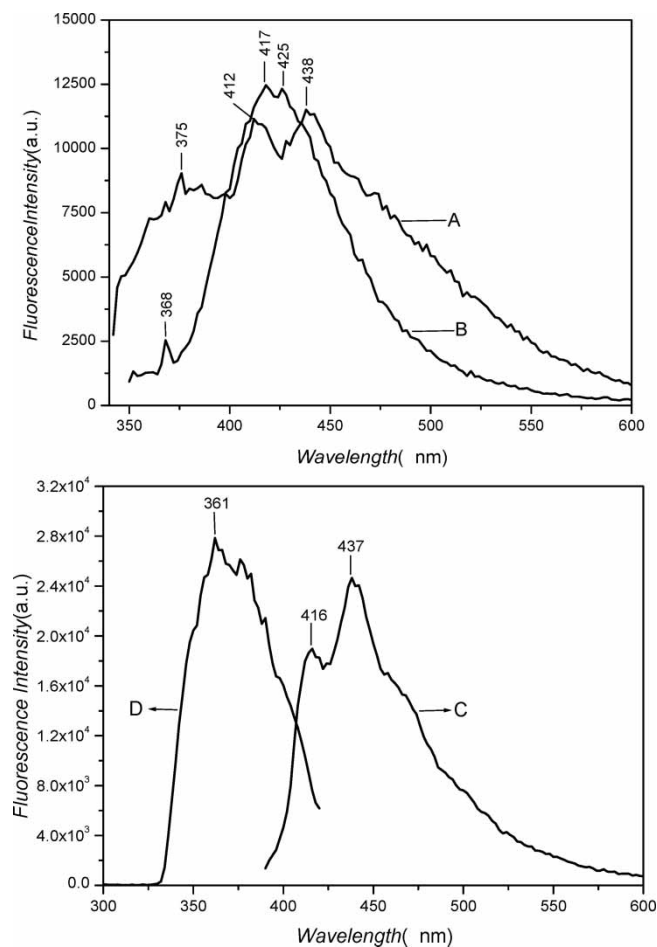 15000
12500
10000
7500
5000
2500
0
FluorescenceIntensity(a.u.)
417
425
412
438
375
368
A
B
350 400 450 500 550 600
Wavelength( nm)
3.2x10⁴
2.8x10⁴
2.4x10⁴
2.0x10⁴
1.6x10⁴
1.2x10⁴
8.0x10³
4.0x10³
0.0
Fluorescence Intensity(a.u.)
361
437
416
D
C
300 350 400 450 500 550 600
Wavelength( nm)